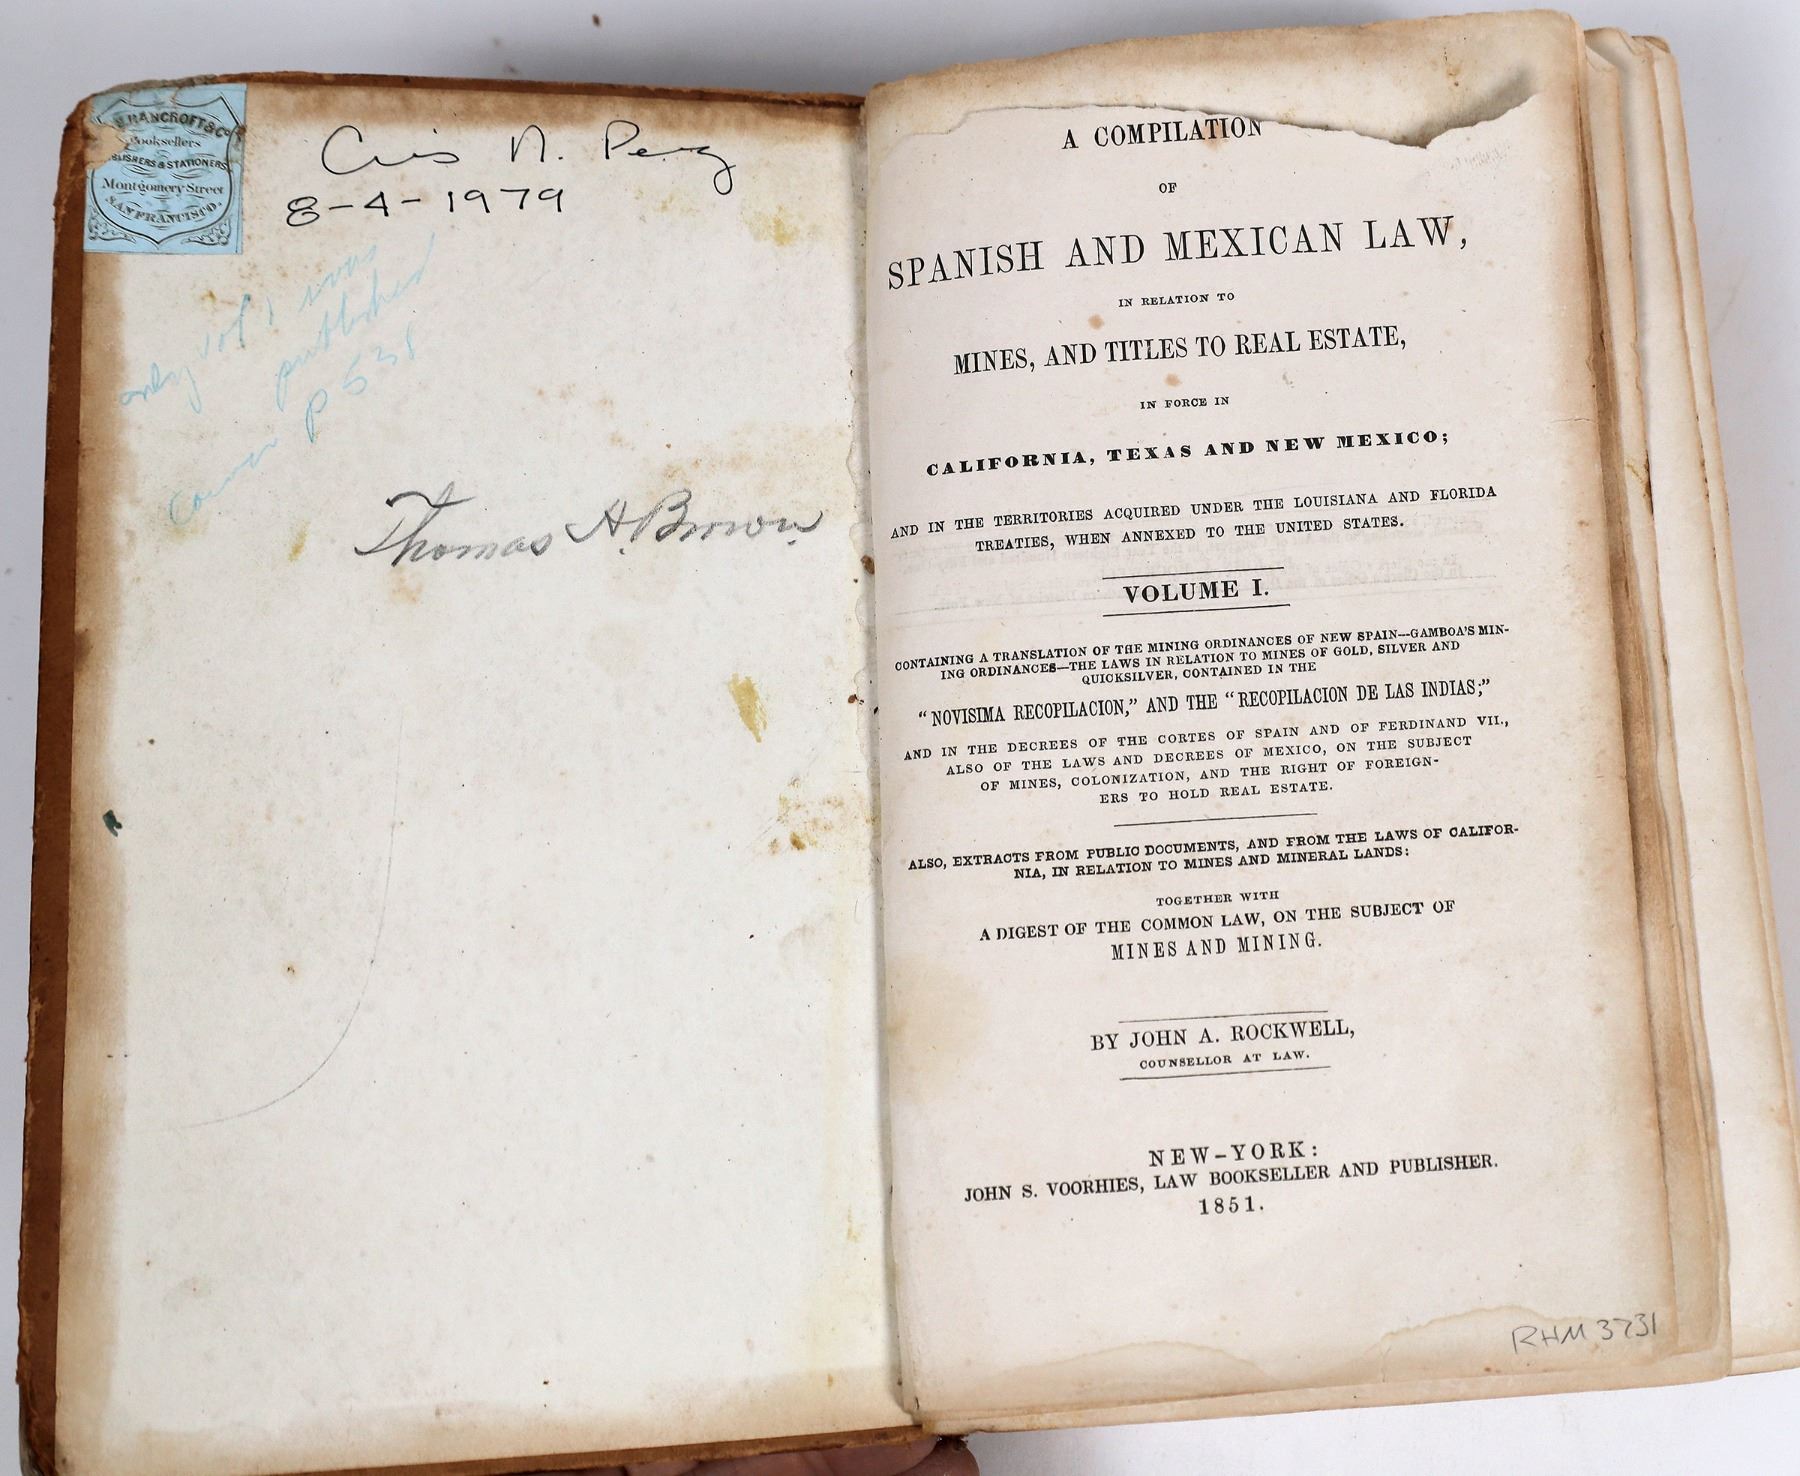 BANCROFT & Co
Booksellers
PUBLISHERS & STATIONERS
Montgomery Street
SAN FRANCISCO.
Cris N. Perez
8-4-1979
only vol 1 was
published
Cowan p 538
Thomas A. Brown
A COMPILATION
OF
SPANISH AND MEXICAN LAW,
IN RELATION TO
MINES, AND TITLES TO REAL ESTATE,
IN FORCE IN
CALIFORNIA, TEXAS AND NEW MEXICO;
AND IN THE TERRITORIES ACQUIRED UNDER THE LOUISIANA AND FLORIDA
TREATIES, WHEN ANNEXED TO THE UNITED STATES.
VOLUME I.
CONTAINING A TRANSLATION OF THE MINING ORDINANCES OF NEW SPAIN—GAMBOA'S MIN-
ING ORDINANCES—THE LAWS IN RELATION TO MINES OF GOLD, SILVER AND
QUICKSILVER, CONTAINED IN THE
"NOVISIMA RECOPILACION," AND THE "RECOPILACION DE LAS INDIAS;"
AND IN THE DECREES OF THE CORTES OF SPAIN AND OF FERDINAND VII.,
ALSO OF THE LAWS AND DECREES OF MEXICO, ON THE SUBJECT
OF MINES, COLONIZATION, AND THE RIGHT OF FOREIGN-
ERS TO HOLD REAL ESTATE.
ALSO, EXTRACTS FROM PUBLIC DOCUMENTS, AND FROM THE LAWS OF CALIFOR-
NIA, IN RELATION TO MINES AND MINERAL LANDS:
TOGETHER WITH
A DIGEST OF THE COMMON LAW, ON THE SUBJECT OF
MINES AND MINING.
BY JOHN A. ROCKWELL,
COUNSELLOR AT LAW.
NEW-YORK:
JOHN S. VOORHIES, LAW BOOKSELLER AND PUBLISHER.
1851.
RHM 3731